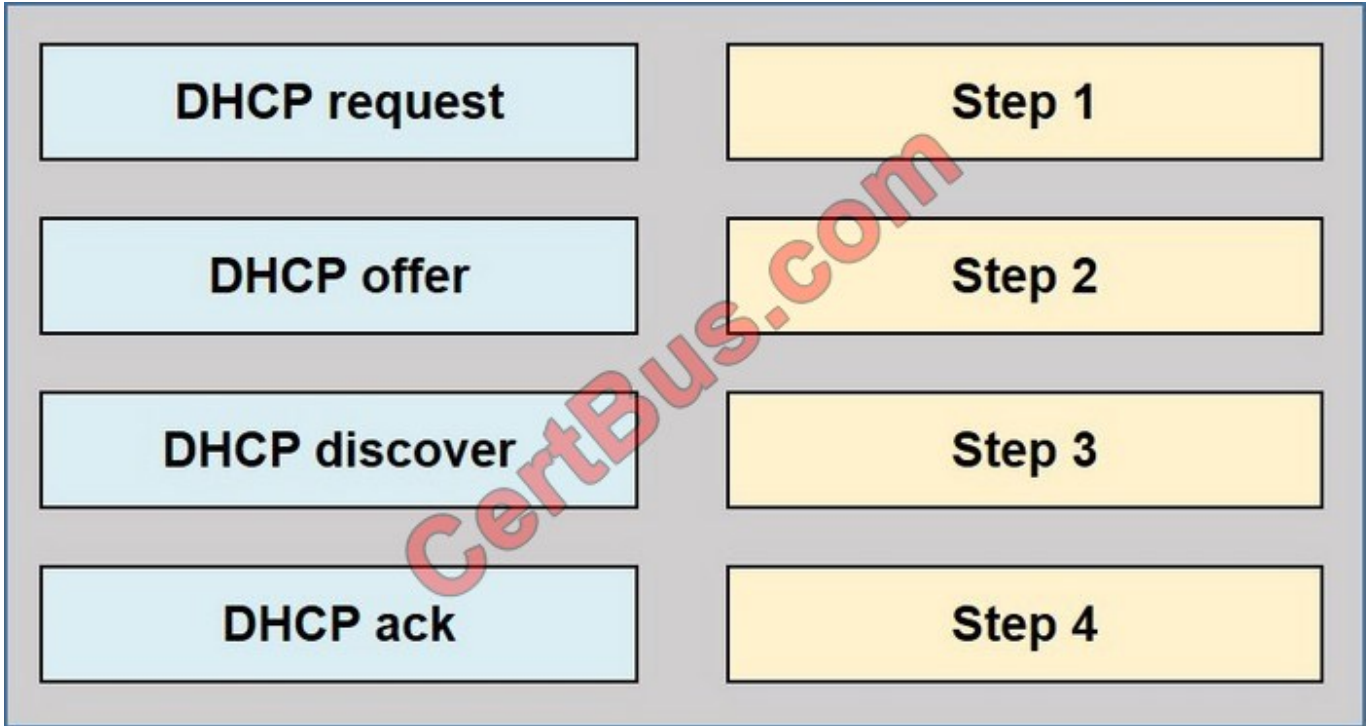 DHCP request
Step 1
DHCP offer
Step 2
DHCP discover
Step 3
DHCP ack
Step 4
CertBus.com